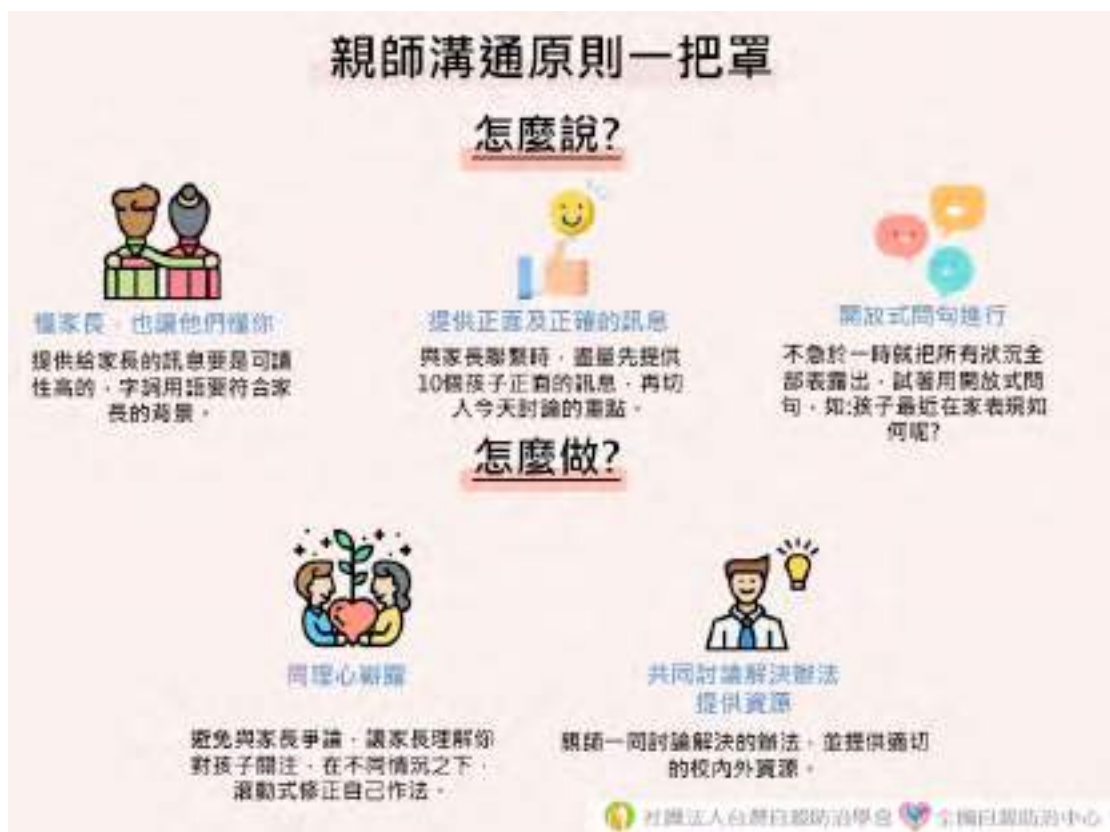 親師溝通原則一把罩
怎麼說?
懂家長，也讓他們懂你
提供給家長的訊息要是可讀
性高的，字詞用語要符合家
長的背景。
提供正面及正確的訊息
與家長聯繫時，盡量先提供
10個孩子正面的訊息，再切
入今天討論的重點。
開放式問句進行
不急於一時就把所有狀況全
部表露出，試著用開放式問
句，如:孩子最近在家表現如
何呢?
怎麼做?
同理心
避免與家長爭論，讓家長理解你
對孩子關注，在不同情況之下，
滾動式修正自己作法。
共同討論解決辦法
提供資源
親師一同討論解決的辦法，並提供適切
的校內外資源。
社團法人台灣自殺防治學會 全國自殺防治中心